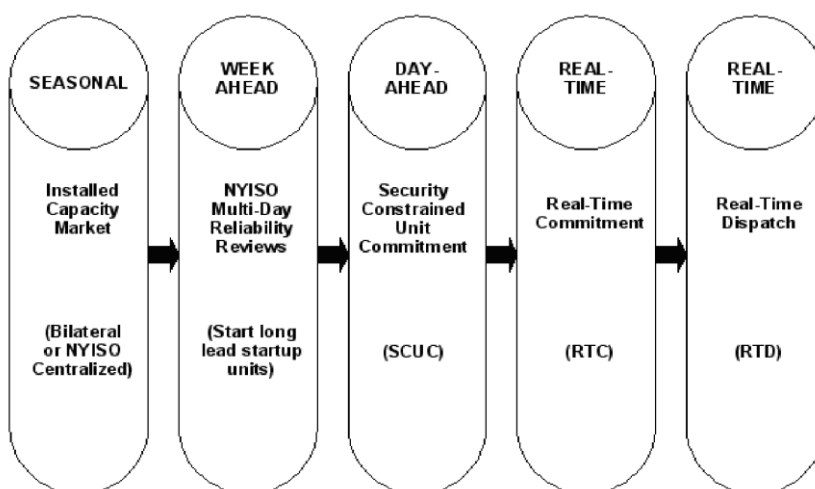 SEASONAL
Installed
Capacity
Market
(Bilateral
or NYISO
Centralized)
WEEK
AHEAD
NYISO
Multi-Day
Reliability
Reviews
(Start long
lead startup
units)
DAY-
AHEAD
Security
Constrained
Unit
Commitment
(SCUC)
REAL-
TIME
Real-Time
Commitment
(RTC)
REAL-
TIME
Real-Time
Dispatch
(RTD)